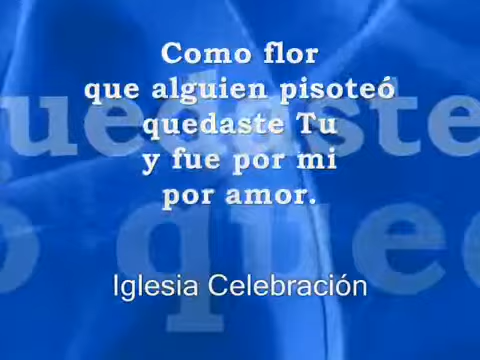 Como flor
que alguien pisoteó
quedaste Tu
y fue por mi
por amor.
Iglesia Celebración